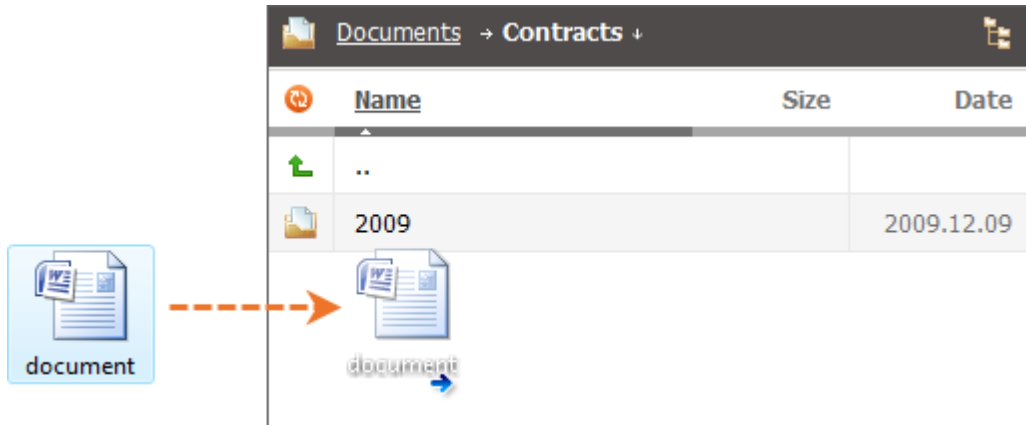 Documents → Contracts ↓
Name Size Date
..
2009 2009.12.09
document
document